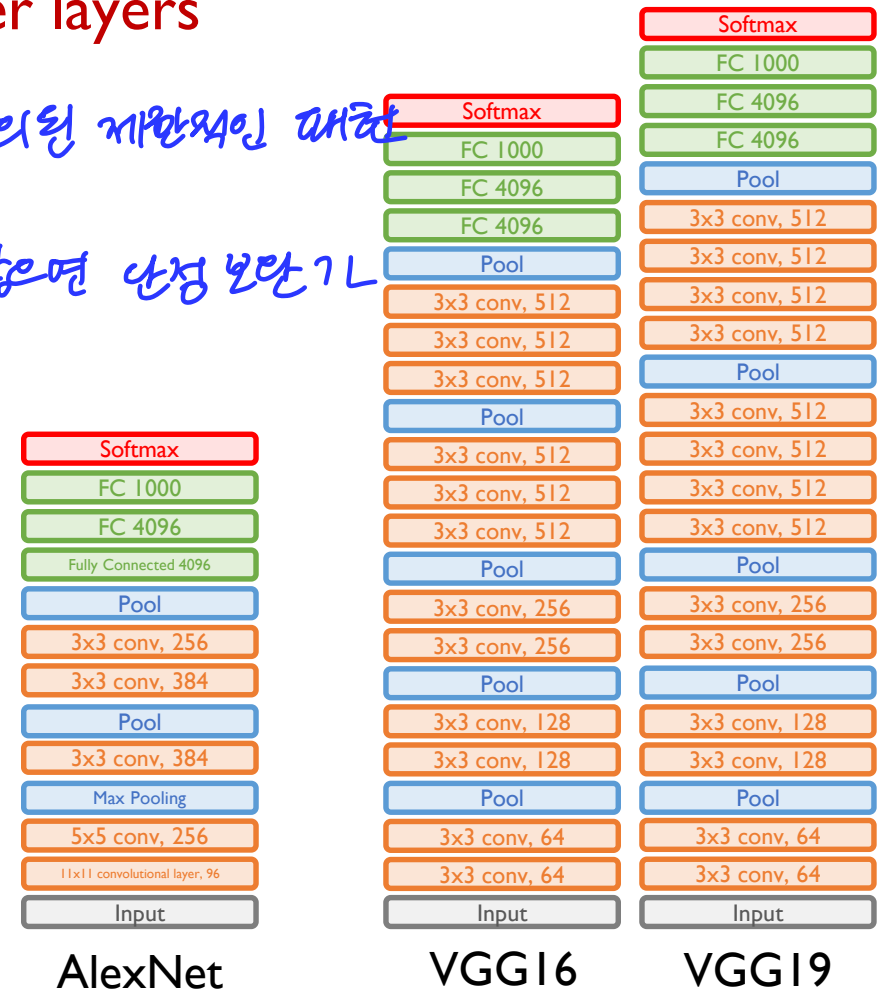 er layers
Softmax
FC 1000
FC 4096
Fully Connected 4096
Pool
3x3 conv, 256
3x3 conv, 384
Pool
3x3 conv, 384
Max Pooling
5x5 conv, 256
11x11 convolutional layer, 96
Input
AlexNet
Softmax
FC 1000
FC 4096
FC 4096
Pool
3x3 conv, 512
3x3 conv, 512
3x3 conv, 512
Pool
3x3 conv, 512
3x3 conv, 512
3x3 conv, 512
Pool
3x3 conv, 256
3x3 conv, 256
Pool
3x3 conv, 128
3x3 conv, 128
Pool
3x3 conv, 64
3x3 conv, 64
Input
VGG16
Softmax
FC 1000
FC 4096
FC 4096
Pool
3x3 conv, 512
3x3 conv, 512
3x3 conv, 512
3x3 conv, 512
Pool
3x3 conv, 512
3x3 conv, 512
3x3 conv, 512
3x3 conv, 512
Pool
3x3 conv, 256
3x3 conv, 256
Pool
3x3 conv, 128
3x3 conv, 128
Pool
3x3 conv, 64
3x3 conv, 64
Input
VGG19